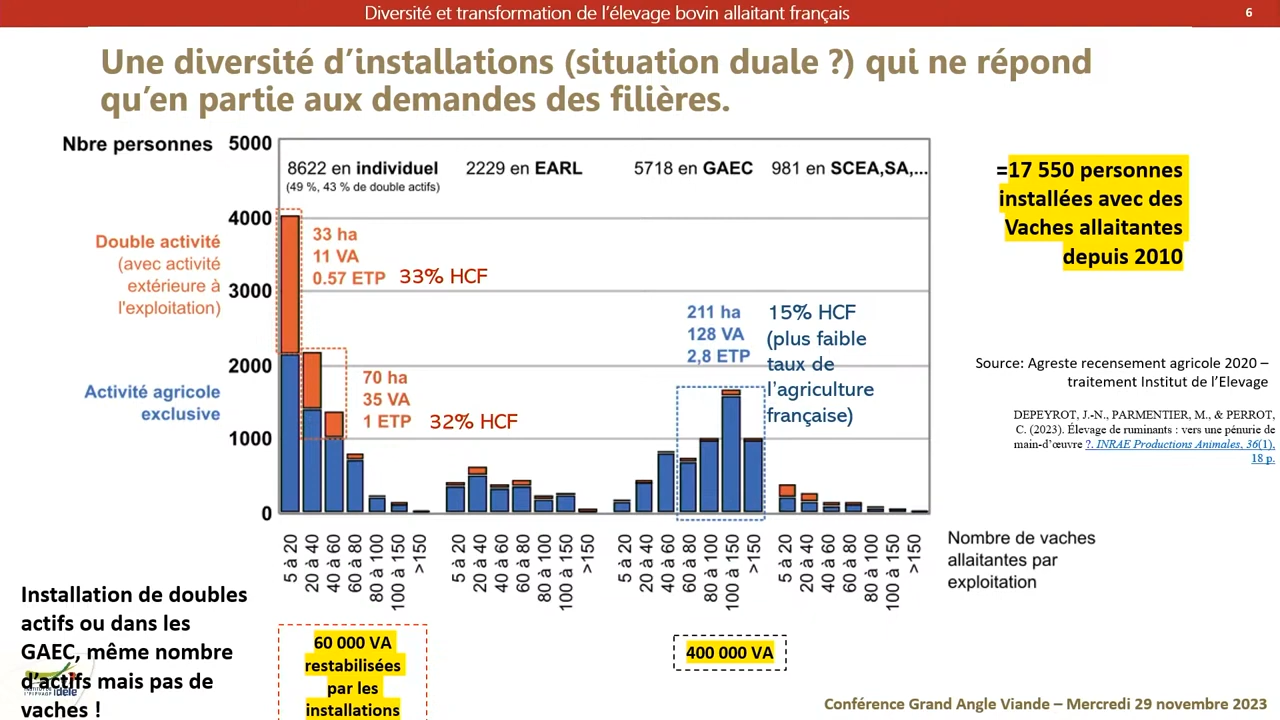 Diversité et transformation de l'élevage bovin allaitant français
6
Une diversité d'installations (situation duale ?) qui ne répond
qu'en partie aux demandes des filières.
Nbre personnes
5000
4000
3000
2000
1000
0
8622 en individuel
(49 %, 43 % de double actifs)
2229 en EARL
5718 en GAEC
981 en SCEA,SA,...
Double activité
(avec activité
extérieure à
l'exploitation)
Activité agricole
exclusive
33 ha
11 VA
0.57 ETP
33% HCF
70 ha
35 VA
1 ETP
32% HCF
211 ha
128 VA
2,8 ETP
15% HCF
(plus faible
taux de
l'agriculture
française)
5 à 20
20 à 40
40 à 60
60 à 80
80 à 100
100 à 150
>150
5 à 20
20 à 40
40 à 60
60 à 80
80 à 100
100 à 150
>150
5 à 20
20 à 40
40 à 60
60 à 80
80 à 100
100 à 150
>150
5 à 20
20 à 40
40 à 60
60 à 80
80 à 100
100 à 150
>150
Nombre de vaches
allaitantes par
exploitation
=17 550 personnes
installées avec des
Vaches allaitantes
depuis 2010
Source: Agreste recensement agricole 2020 –
traitement Institut de l'Elevage
DEPEYROT, J.-N., PARMENTIER, M., & PERROT,
C. (2023). Élevage de ruminants : vers une pénurie de
main-d'œuvre ?. INRAE Productions Animales, 36(1),
18 p.
Installation de doubles
actifs ou dans les
GAEC, même nombre
d'actifs mais pas de
vaches !
idele
60 000 VA
restabilisées
par les
installations
400 000 VA
Conférence Grand Angle Viande – Mercredi 29 novembre 2023